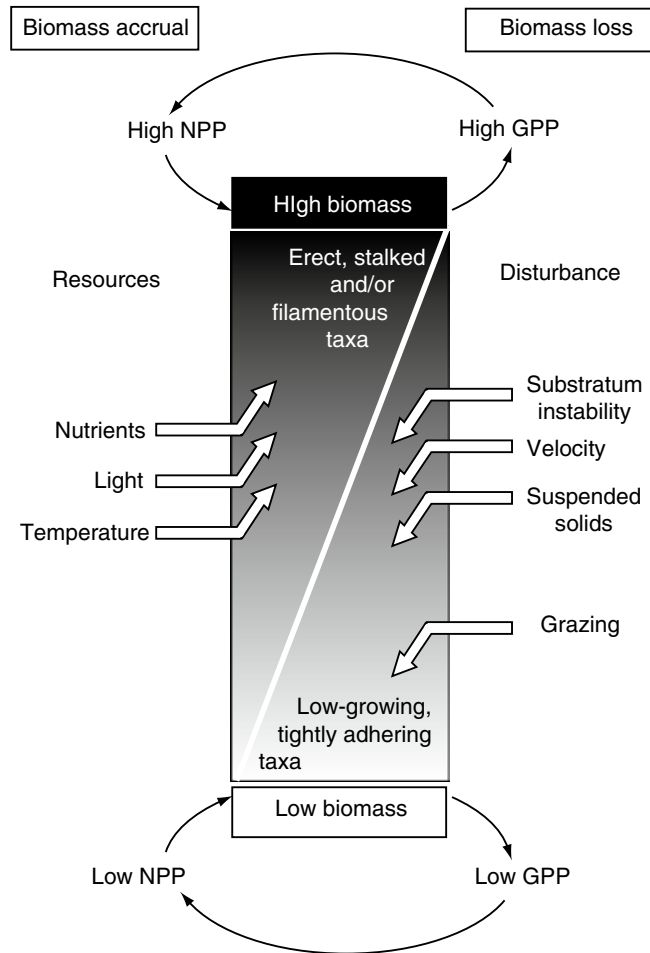 Biomass accrual
Biomass loss
High NPP
High GPP
HIgh biomass
Erect, stalked
and/or
filamentous
taxa
Resources
Disturbance
Nutrients
Light
Temperature
Substratum
instability
Velocity
Suspended
solids
Grazing
Low-growing,
tightly adhering
taxa
Low biomass
Low NPP
Low GPP